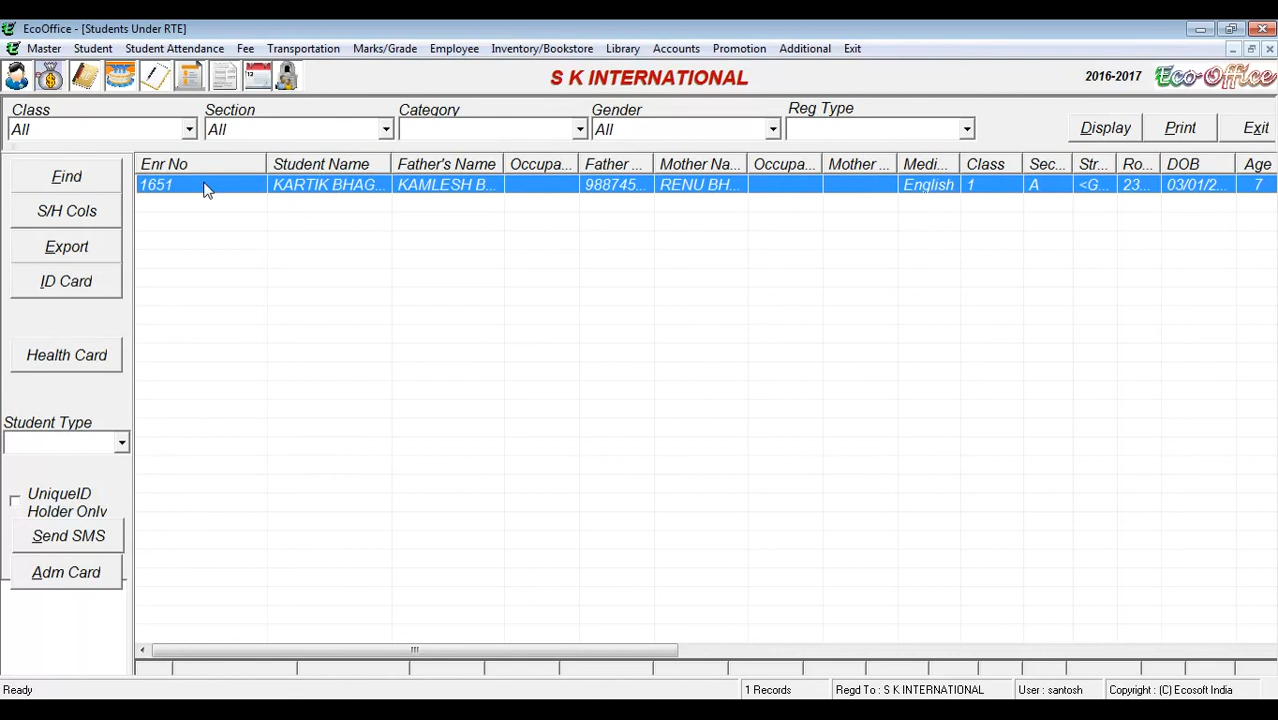 EcoOffice - [Students Under RTE]
Master Student Student Attendance Fee Transportation Marks/Grade Employee Inventory/Bookstore Library Accounts Promotion Additional Exit
12 S K INTERNATIONAL 2016-2017 Eco-Office
Class Section Category Gender Reg Type
All All All Display Print Exit
Enr No Student Name Father's Name Occupa... Father ... Mother Na... Occupa... Mother ... Medi... Class Sec... Str... Ro... DOB Age
1651 KARTIK BHAG... KAMLESH B... 988745... RENU BH... English 1 A <G... 23... 03/01/2... 7
Find
S/H Cols
Export
ID Card
Health Card
Student Type
UniqueID
Holder Only
Send SMS
Adm Card
Ready 1 Records Regd To : S K INTERNATIONAL User : santosh Copyright : (C) Ecosoft India